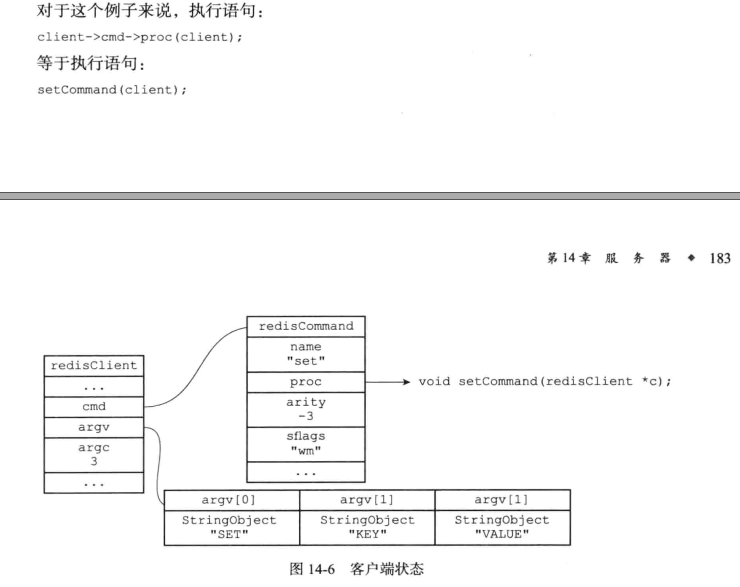 对于这个例子来说，执行语句：
client->cmd->proc(client);
等于执行语句：
setCommand(client);
第14章 服 务 器 ◆ 183
redisCommand
name
"set"
redisClient
proc
void setCommand(redisClient *c);
...
cmd
arity
-3
argv
sflags
"wm"
argc
3
...
...
argv[0] argv[1] argv[1]
StringObject StringObject StringObject
"SET" "KEY" "VALUE"
图 14-6 客户端状态